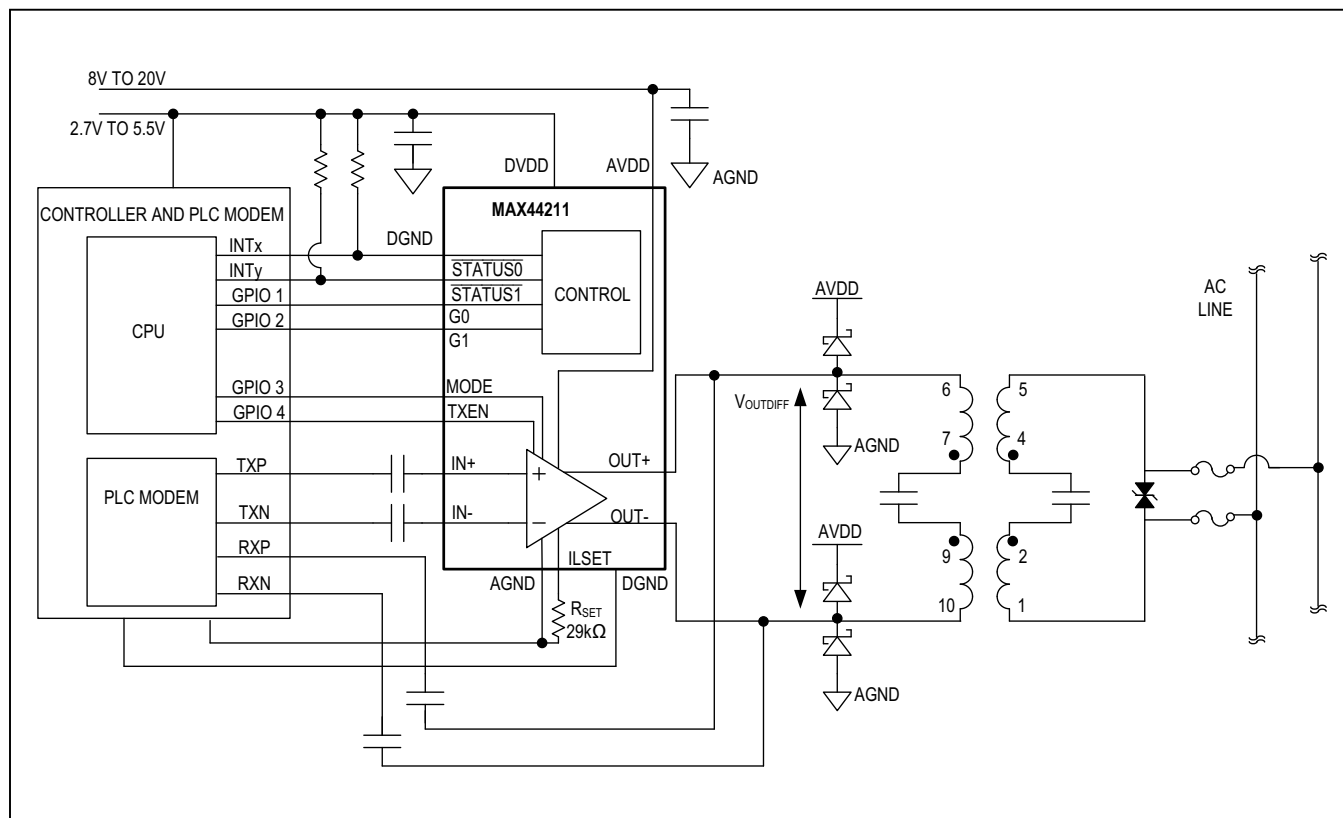 8V TO 20V
2.7V TO 5.5V
DVDD
AVDD
AGND
CONTROLLER AND PLC MODEM
MAX44211
INTx
DGND
INTy
STATUS0
GPIO 1
STATUS1
CONTROL
CPU
GPIO 2
G0
G1
GPIO 3
MODE
GPIO 4
TXEN
PLC MODEM
TXP
IN+
+
OUT+
TXN
IN-
−
OUT-
RXP
RXN
AGND
ILSET
DGND
RSET
29kΩ
AVDD
VOUTDIFF
AGND
AVDD
AGND
6
5
7
4
9
2
10
1
AC
LINE